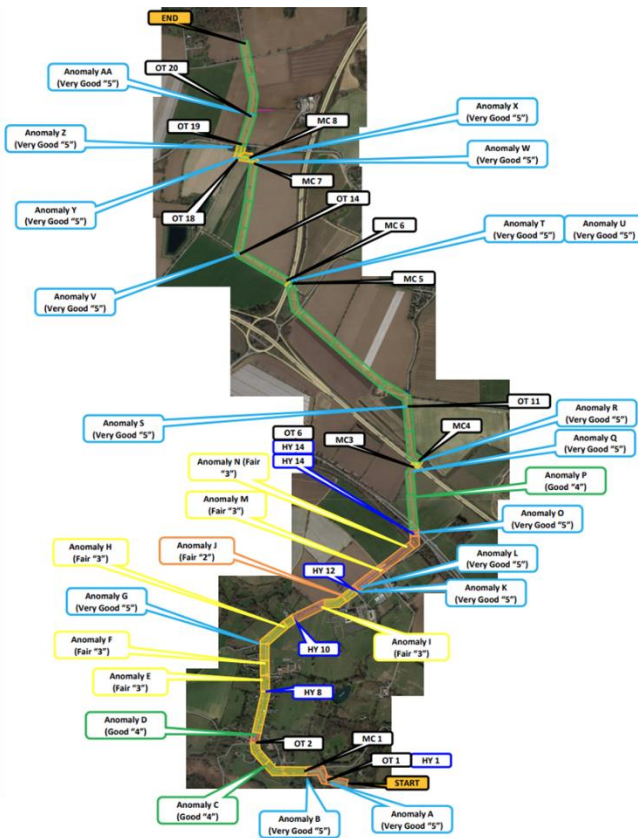 END
OT 20
Anomaly AA
(Very Good “5”)
OT 19
MC 8
Anomaly X
(Very Good “5”)
Anomaly Z
(Very Good “5”)
Anomaly W
(Very Good “5”)
MC 7
Anomaly Y
(Very Good “5”)
OT 18
OT 14
MC 6
Anomaly T
(Very Good “5”)
Anomaly U
(Very Good “5”)
MC 5
Anomaly V
(Very Good “5”)
Anomaly S
(Very Good “5”)
OT 11
OT 6
HY 14
HY 14
MC3
MC4
Anomaly R
(Very Good “5”)
Anomaly Q
(Very Good “5”)
Anomaly N (Fair
“3”)
Anomaly P
(Good “4”)
Anomaly M
(Fair “3”)
Anomaly O
(Very Good “5”)
Anomaly H
(Fair “3”)
Anomaly J
(Fair “2”)
HY 12
Anomaly L
(Very Good “5”)
Anomaly K
(Very Good “5”)
Anomaly G
(Very Good “5”)
Anomaly I
(Fair “3”)
HY 10
Anomaly F
(Fair “3”)
Anomaly E
(Fair “3”)
HY 8
Anomaly D
(Good “4”)
OT 2
MC 1
OT 1
HY 1
START
Anomaly C
(Good “4”)
Anomaly B
(Very Good “5”)
Anomaly A
(Very Good “5”)